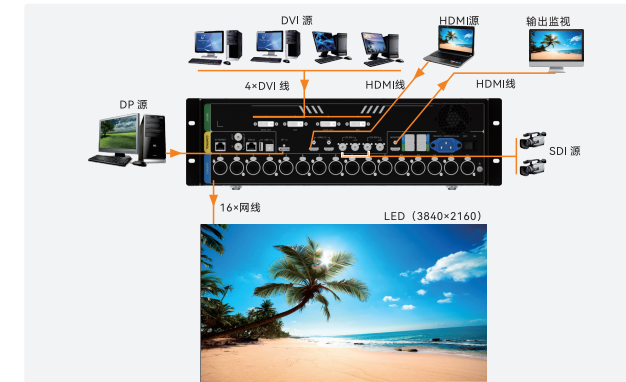 DVI 源
HDMI源
输出监视
4×DVI 线
HDMI线
HDMI线
DP 源
SDI 源
16×网线
LED（3840×2160）